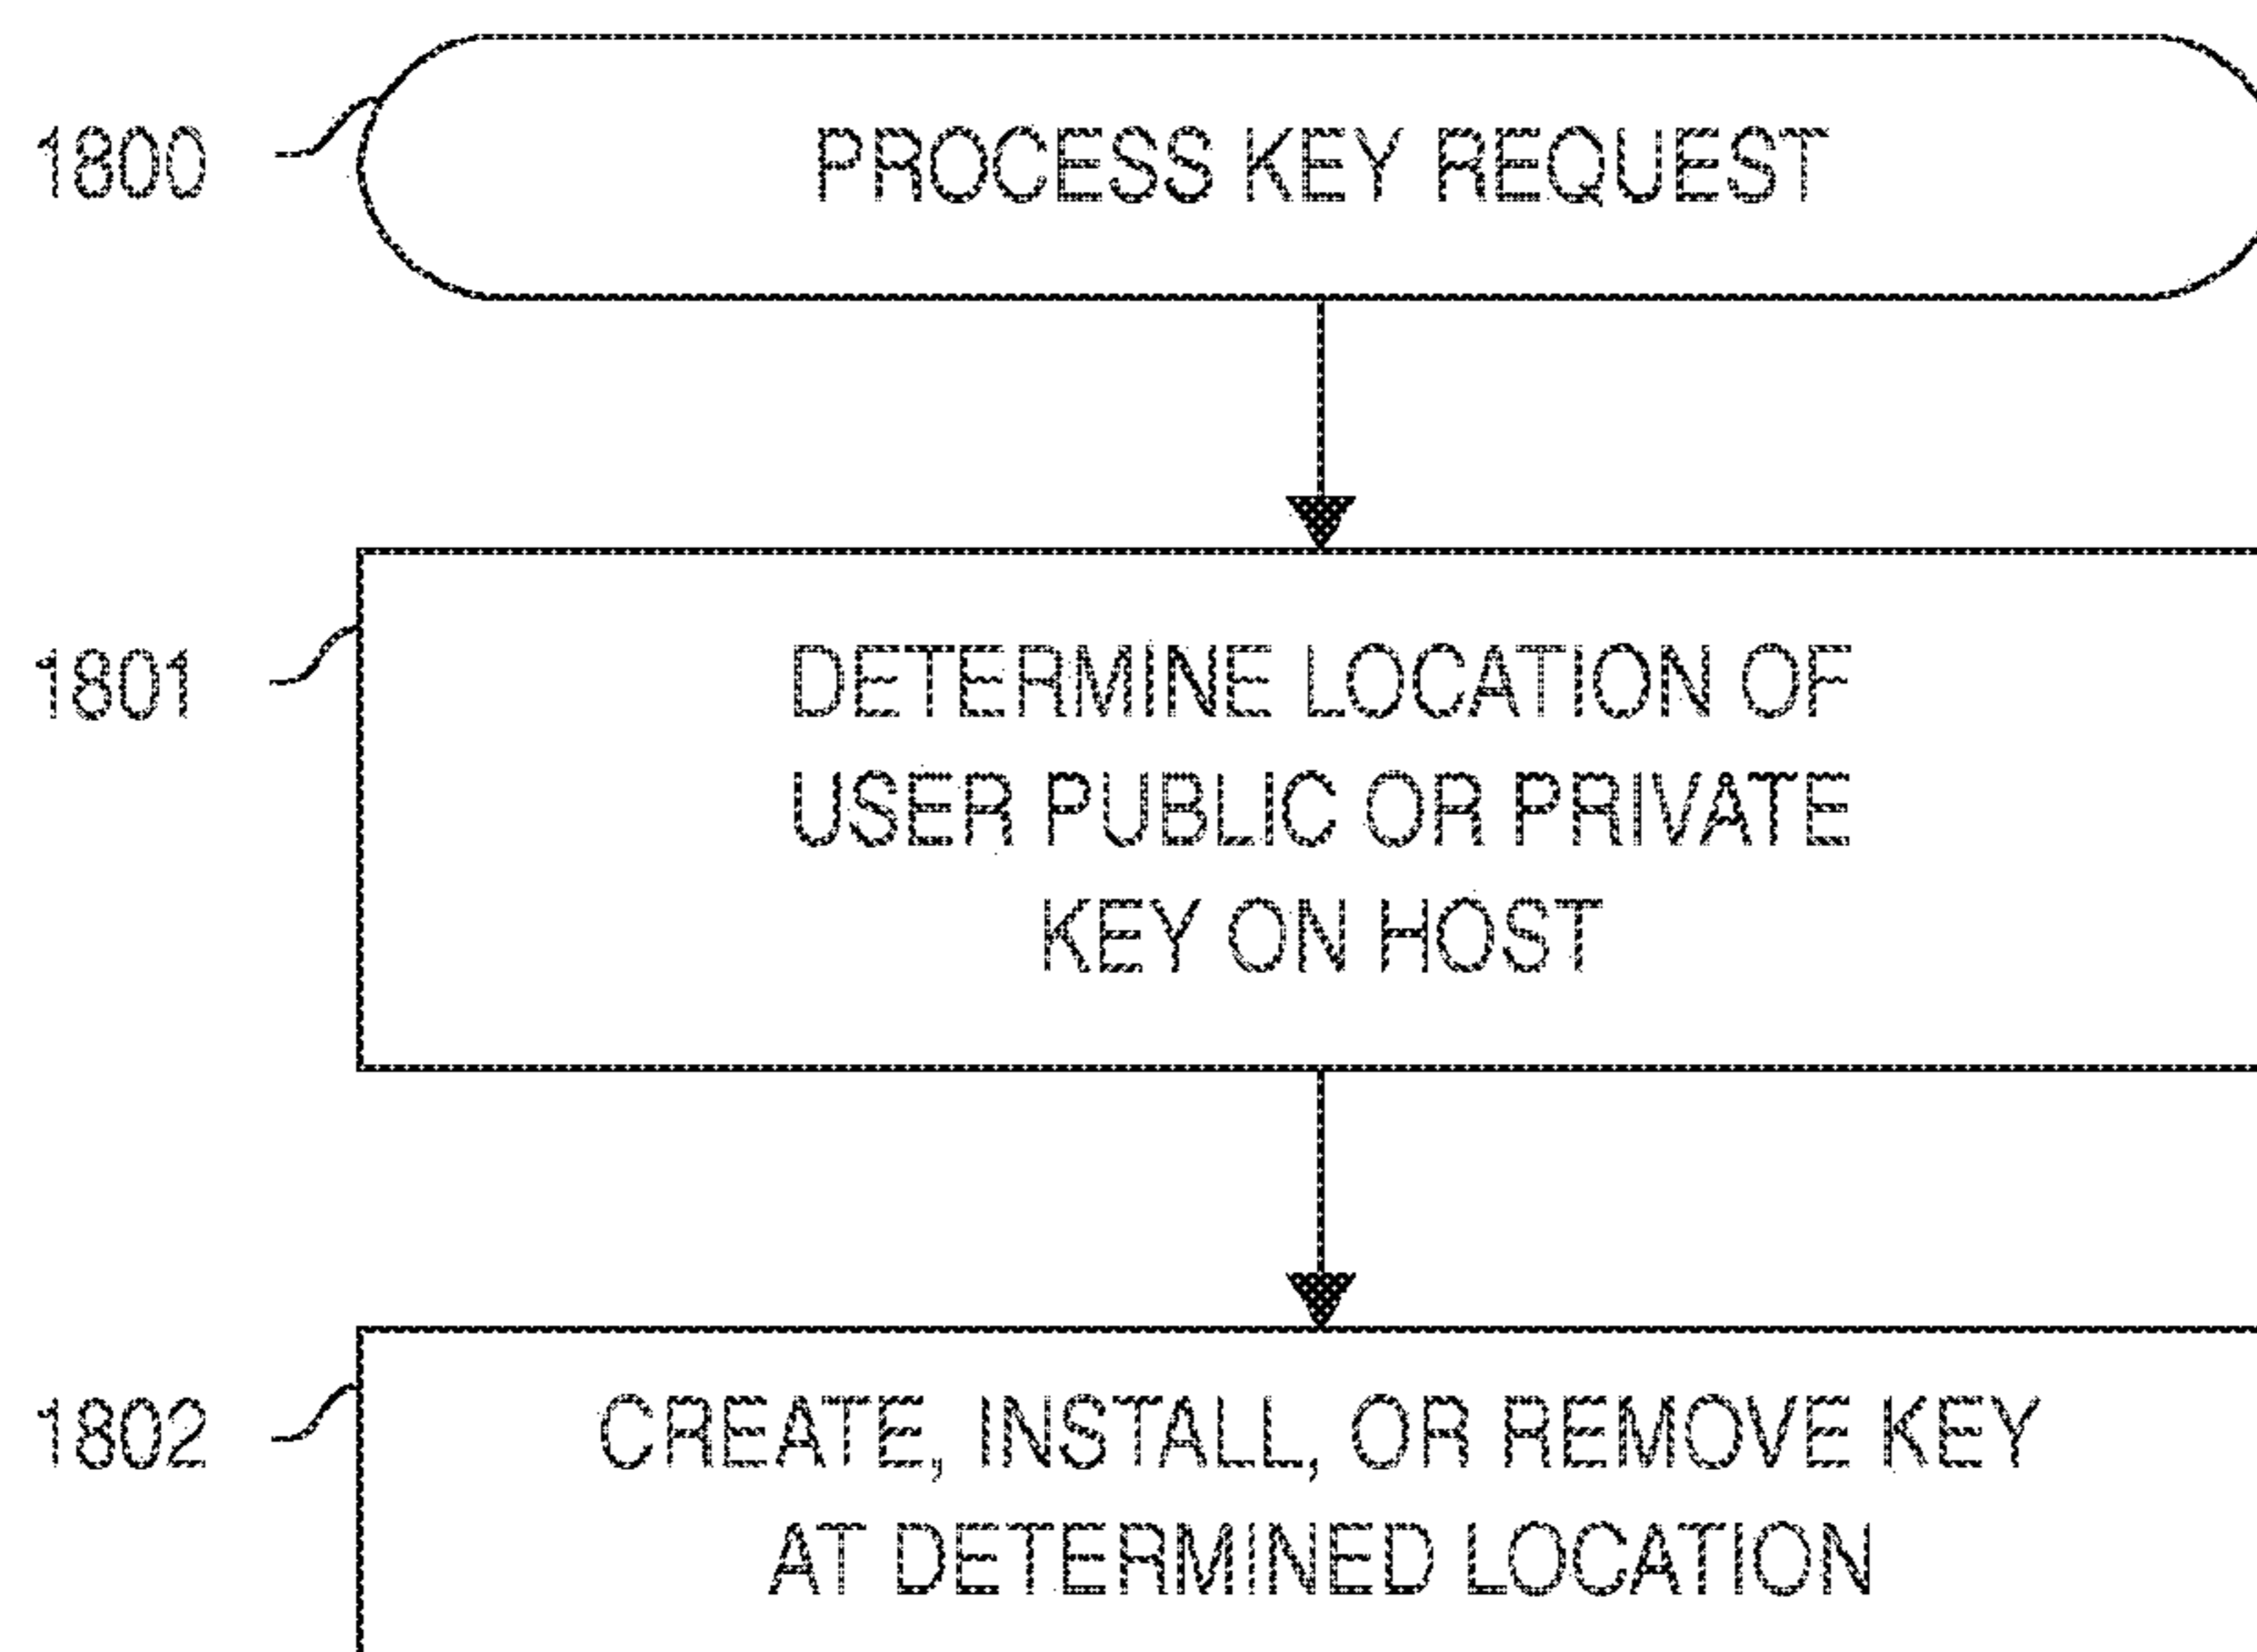 1800 PROCESS KEY REQUEST
1801 DETERMINE LOCATION OF
USER PUBLIC OR PRIVATE
KEY ON HOST
1802 CREATE, INSTALL, OR REMOVE KEY
AT DETERMINED LOCATION